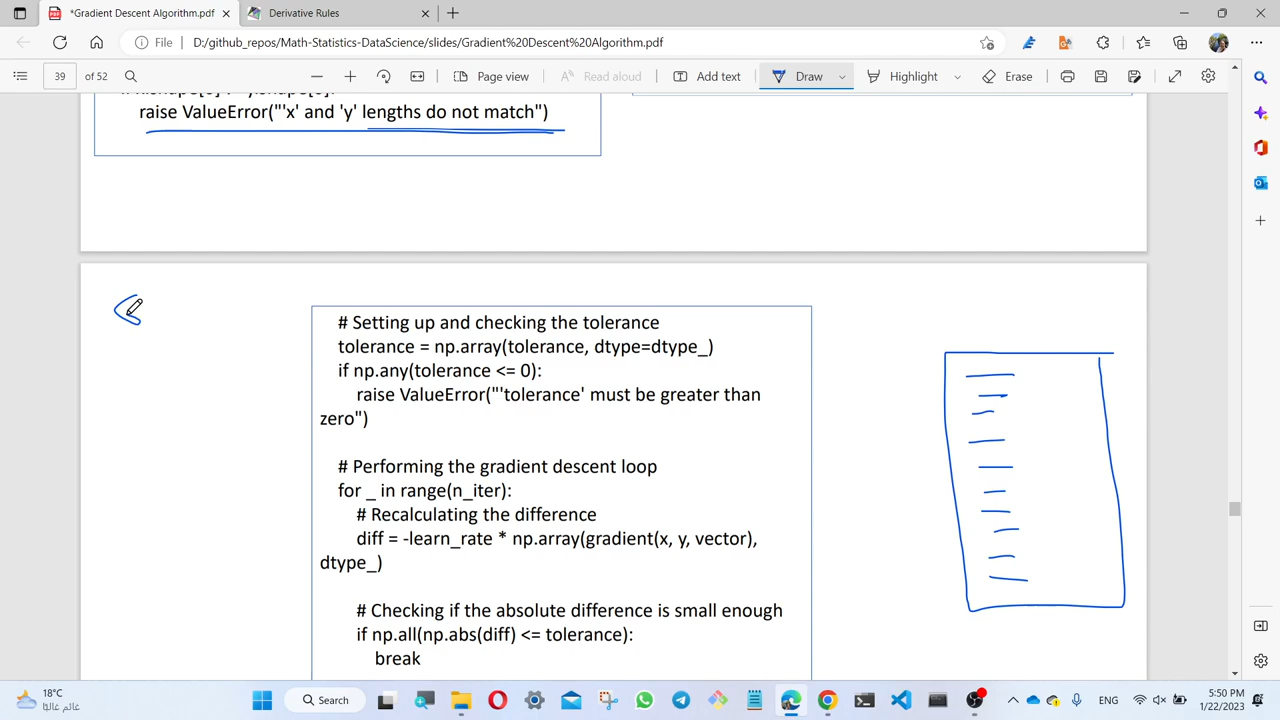 *Gradient Descent Algorithm.pdf
Derivative Rules
File
D:/github_repos/Math-Statistics-DataScience/slides/Gradient%20Descent%20Algorithm.pdf
39 of 52
Page view
Read aloud
Add text
Draw
Highlight
Erase
raise ValueError("'x' and 'y' lengths do not match")
# Setting up and checking the tolerance
tolerance = np.array(tolerance, dtype=dtype_)
if np.any(tolerance <= 0):
raise ValueError("'tolerance' must be greater than
zero")
# Performing the gradient descent loop
for _ in range(n_iter):
# Recalculating the difference
diff = -learn_rate * np.array(gradient(x, y, vector),
dtype_)
# Checking if the absolute difference is small enough
if np.all(np.abs(diff) <= tolerance):
break
18°C
غائم غالبًا
Search
ENG
5:50 PM
1/22/2023